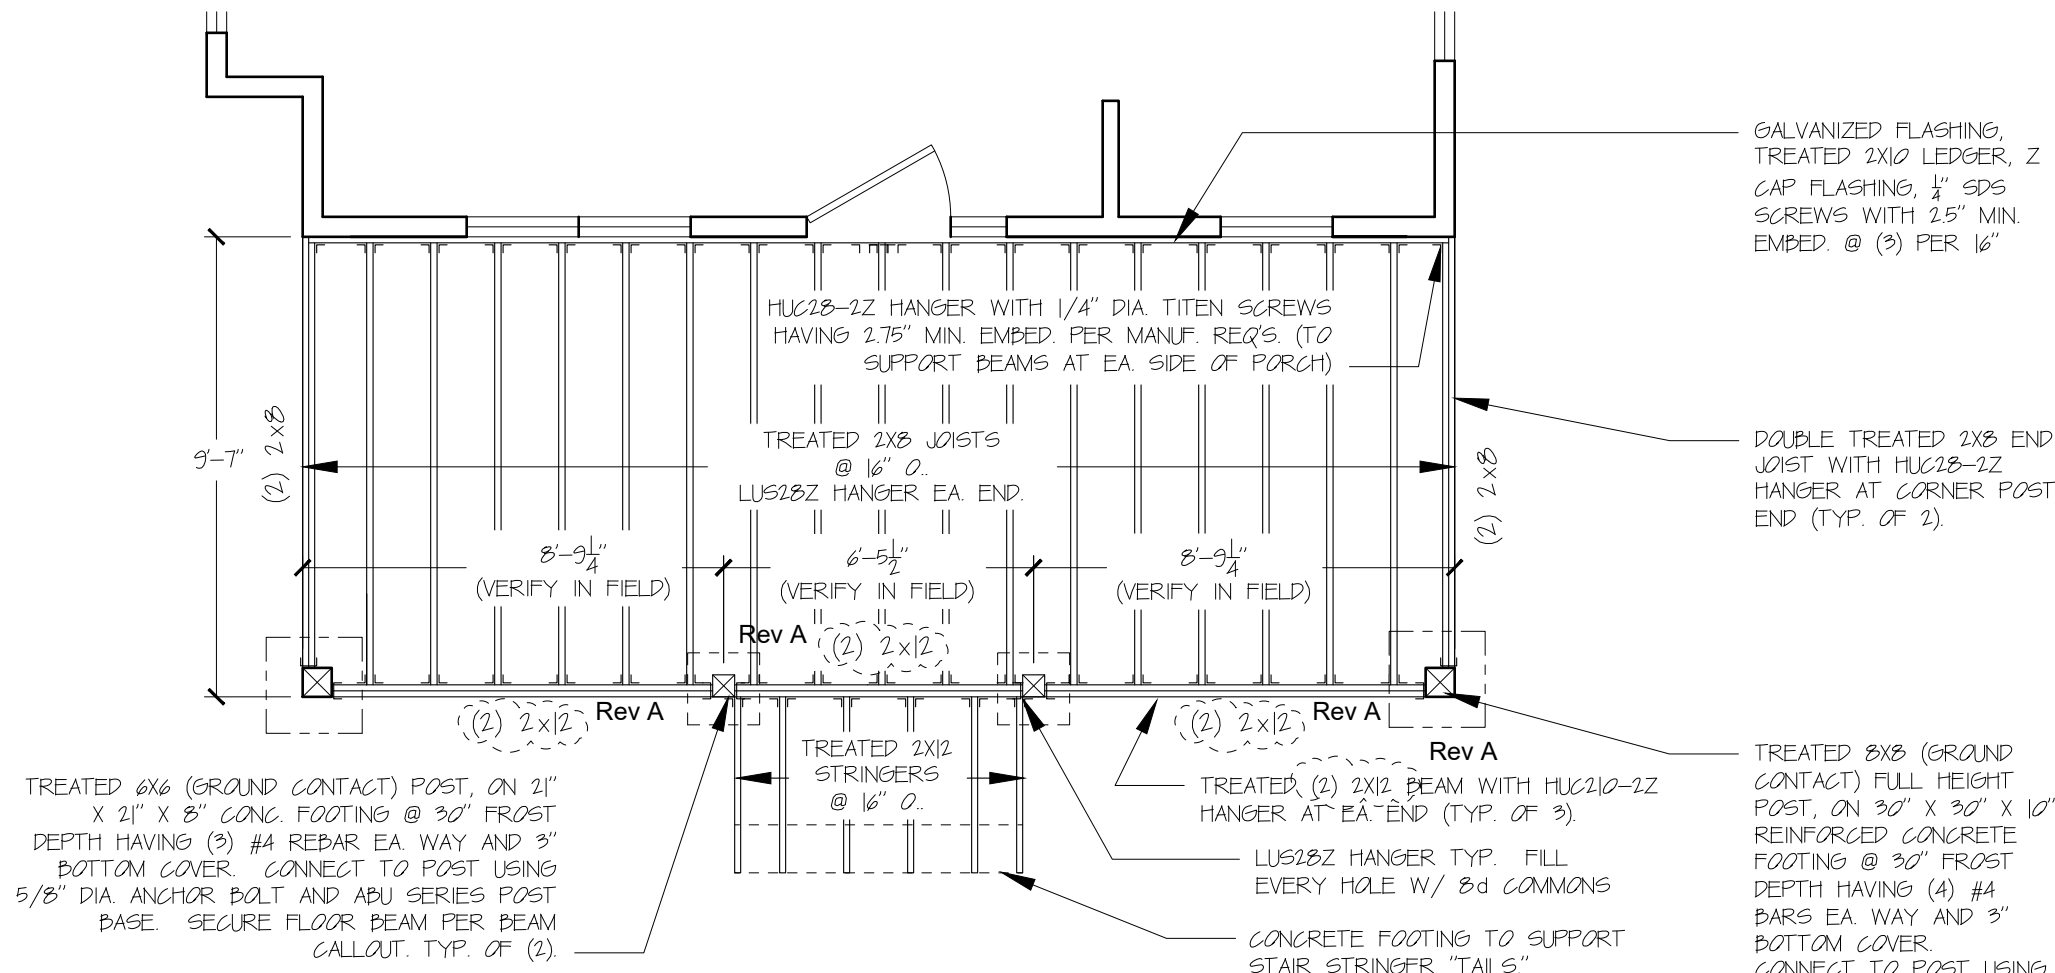 GALVANIZED FLASHING,
TREATED 2X10 LEDGER, Z
CAP FLASHING, 1/4" SDS
SCREWS WITH 2.5" MIN.
EMBED. @ (3) PER 16"
HUC28-2Z HANGER WITH 1/4" DIA. TITEN SCREWS
HAVING 2.75" MIN. EMBED. PER MANUF. REQ'S. (TO
SUPPORT BEAMS AT EA. SIDE OF PORCH)
9'-7"
(2) 2x8
TREATED 2X8 JOISTS
@ 16" O..
LUS28Z HANGER EA. END.
(2) 2x8
DOUBLE TREATED 2X8 END
JOIST WITH HUC28-2Z
HANGER AT CORNER POST
END (TYP. OF 2).
8'-9 1/4"
(VERIFY IN FIELD)
6'-5 1/2"
(VERIFY IN FIELD)
8'-9 1/4"
(VERIFY IN FIELD)
Rev A
(2) 2x12
(2) 2x12
Rev A
(2) 2x12
Rev A
Rev A
TREATED 2X12
STRINGERS
@ 16" O..
TREATED (2) 2X12 BEAM WITH HUC210-2Z
HANGER AT EA. END (TYP. OF 3).
LUS28Z HANGER TYP. FILL
EVERY HOLE W/ 8d COMMONS
CONCRETE FOOTING TO SUPPORT
STAIR STRINGER "TAILS."
TREATED 6X6 (GROUND CONTACT) POST, ON 21"
X 21" X 8" CONC. FOOTING @ 30" FROST
DEPTH HAVING (3) #4 REBAR EA. WAY AND 3"
BOTTOM COVER. CONNECT TO POST USING
5/8" DIA. ANCHOR BOLT AND ABU SERIES POST
BASE. SECURE FLOOR BEAM PER BEAM
CALLOUT. TYP. OF (2).
TREATED 8X8 (GROUND
CONTACT) FULL HEIGHT
POST, ON 30" X 30" X 10"
REINFORCED CONCRETE
FOOTING @ 30" FROST
DEPTH HAVING (4) #4
BARS EA. WAY AND 3"
BOTTOM COVER.
CONNECT TO POST USING